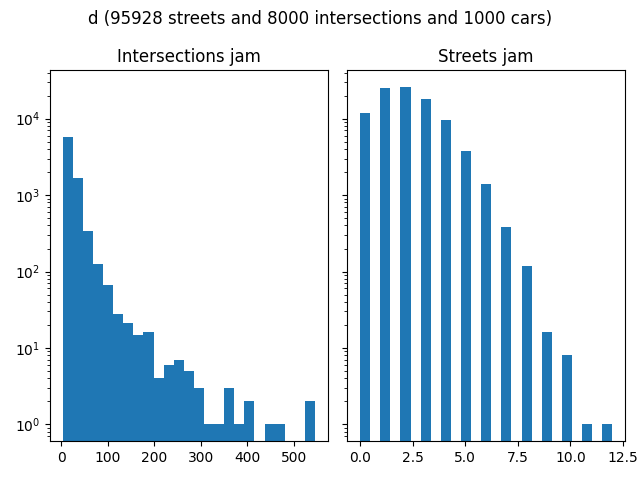 d (95928 streets and 8000 intersections and 1000 cars)
Intersections jam
Streets jam
10⁴
10³
10²
10¹
10⁰
0 100 200 300 400 500
0.0 2.5 5.0 7.5 10.0 12.5